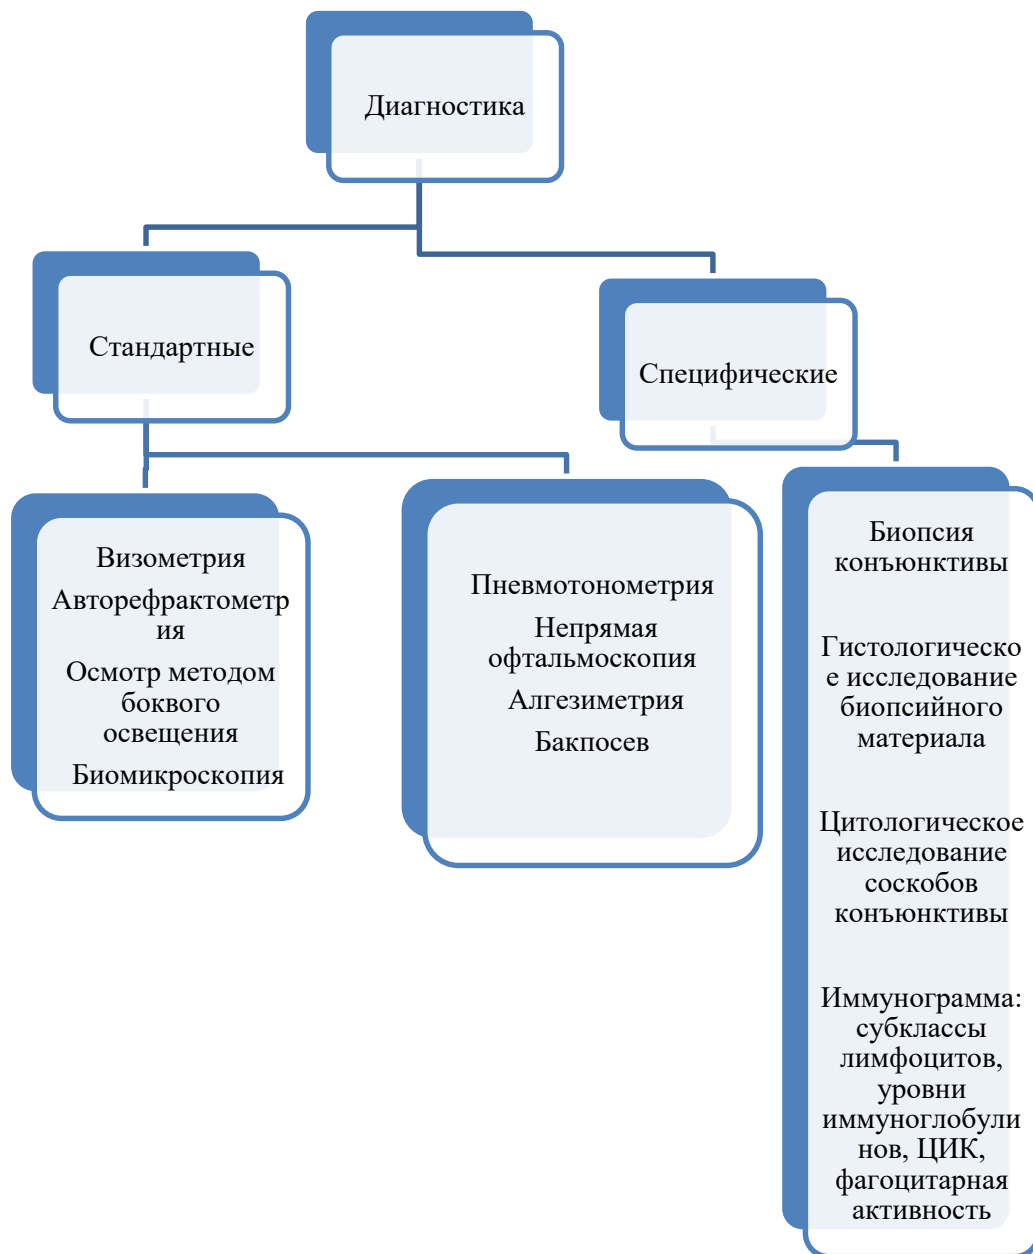 Диагностика
Стандартные
Специфические
Визометрия
Авторефрактометр
ия
Осмотр методом
боквого
освещения
Биомикроскопия
Пневмотонометрия
Непрямая
офтальмоскопия
Алгезиметрия
Бакпосев
Биопсия
конъюнктивы
Гистологическо
е исследование
биопсийного
материала
Цитологическое
исследование
соскобов
конъюнктивы
Иммунограмма:
субклассы
лимфоцитов,
уровни
иммуноглобули
нов, ЦИК,
фагоцитарная
активность